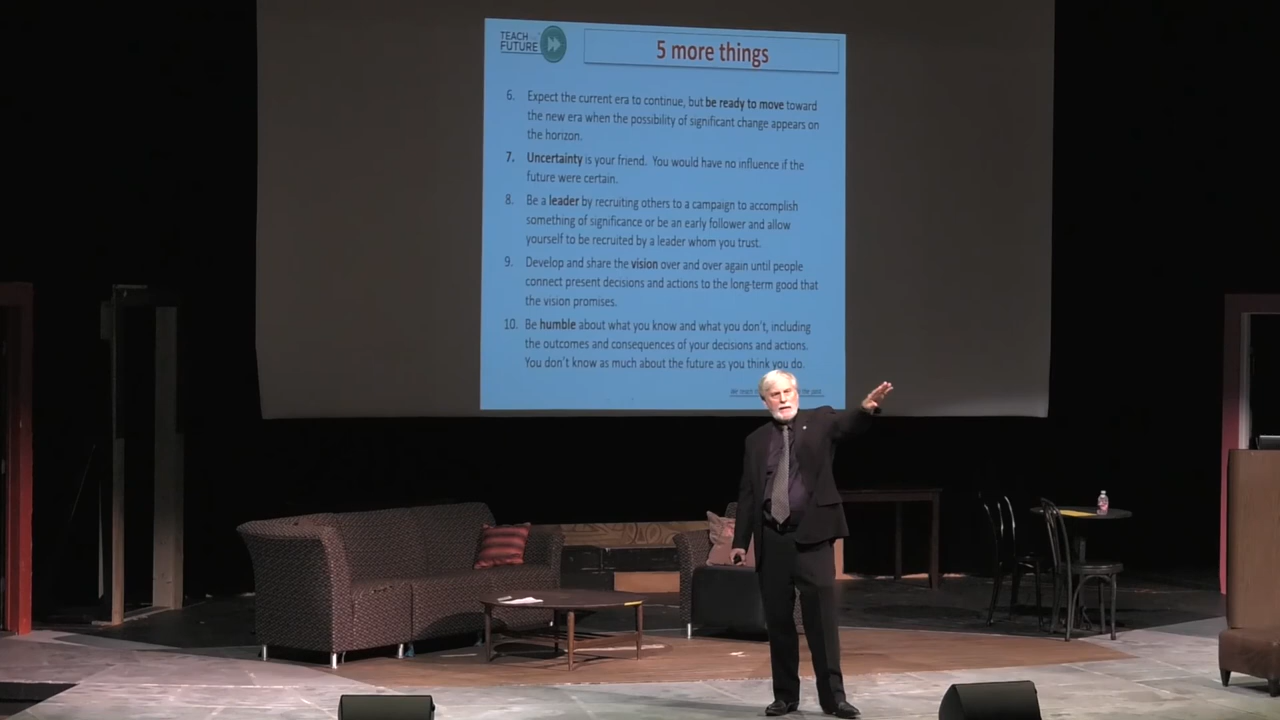 TEACH THE
FUTURE
5 more things
6. Expect the current era to continue, but be ready to move toward
the new era when the possibility of significant change appears on
the horizon.
7. Uncertainty is your friend. You would have no influence if the
future were certain.
8. Be a leader by recruiting others to a campaign to accomplish
something of significance or be an early follower and allow
yourself to be recruited by a leader whom you trust.
9. Develop and share the vision over and over again until people
connect present decisions and actions to the long-term good that
the vision promises.
10. Be humble about what you know and what you don't, including
the outcomes and consequences of your decisions and actions.
You don't know as much about the future as you think you do.
We teach the past